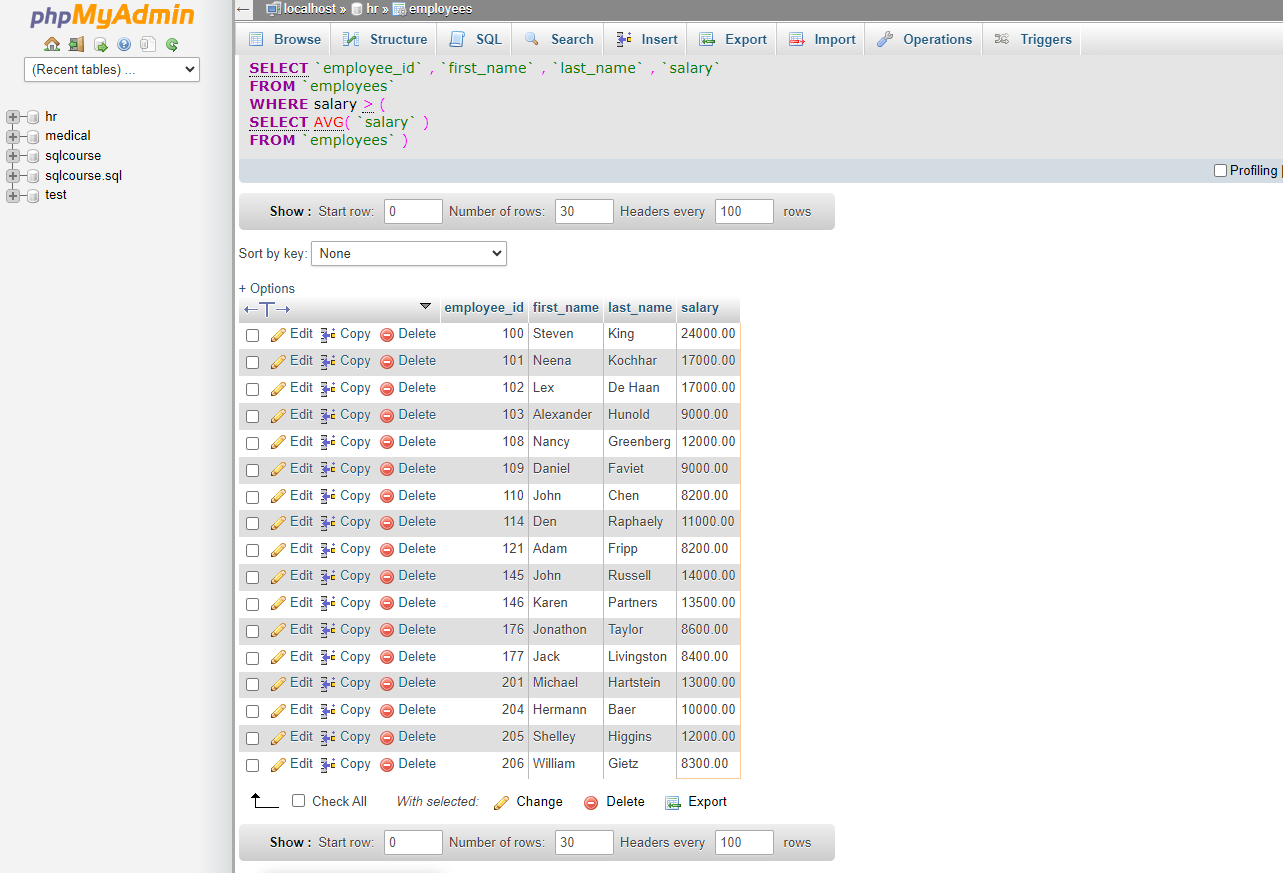 phpMyAdmin
(Recent tables) ...
hr
medical
sqlcourse
sqlcourse.sql
test
localhost » hr » employees
Browse Structure SQL Search Insert Export Import Operations Triggers
SELECT `employee_id` , `first_name` , `last_name` , `salary`
FROM `employees`
WHERE salary > (
SELECT AVG( `salary` )
FROM `employees` )
Profiling
Show : Start row: 0 Number of rows: 30 Headers every 100 rows
Sort by key: None
+ Options
←T→ employee_id first_name last_name salary
Edit Copy Delete 100 Steven King 24000.00
Edit Copy Delete 101 Neena Kochhar 17000.00
Edit Copy Delete 102 Lex De Haan 17000.00
Edit Copy Delete 103 Alexander Hunold 9000.00
Edit Copy Delete 108 Nancy Greenberg 12000.00
Edit Copy Delete 109 Daniel Faviet 9000.00
Edit Copy Delete 110 John Chen 8200.00
Edit Copy Delete 114 Den Raphaely 11000.00
Edit Copy Delete 121 Adam Fripp 8200.00
Edit Copy Delete 145 John Russell 14000.00
Edit Copy Delete 146 Karen Partners 13500.00
Edit Copy Delete 176 Jonathon Taylor 8600.00
Edit Copy Delete 177 Jack Livingston 8400.00
Edit Copy Delete 201 Michael Hartstein 13000.00
Edit Copy Delete 204 Hermann Baer 10000.00
Edit Copy Delete 205 Shelley Higgins 12000.00
Edit Copy Delete 206 William Gietz 8300.00
Check All With selected: Change Delete Export
Show : Start row: 0 Number of rows: 30 Headers every 100 rows